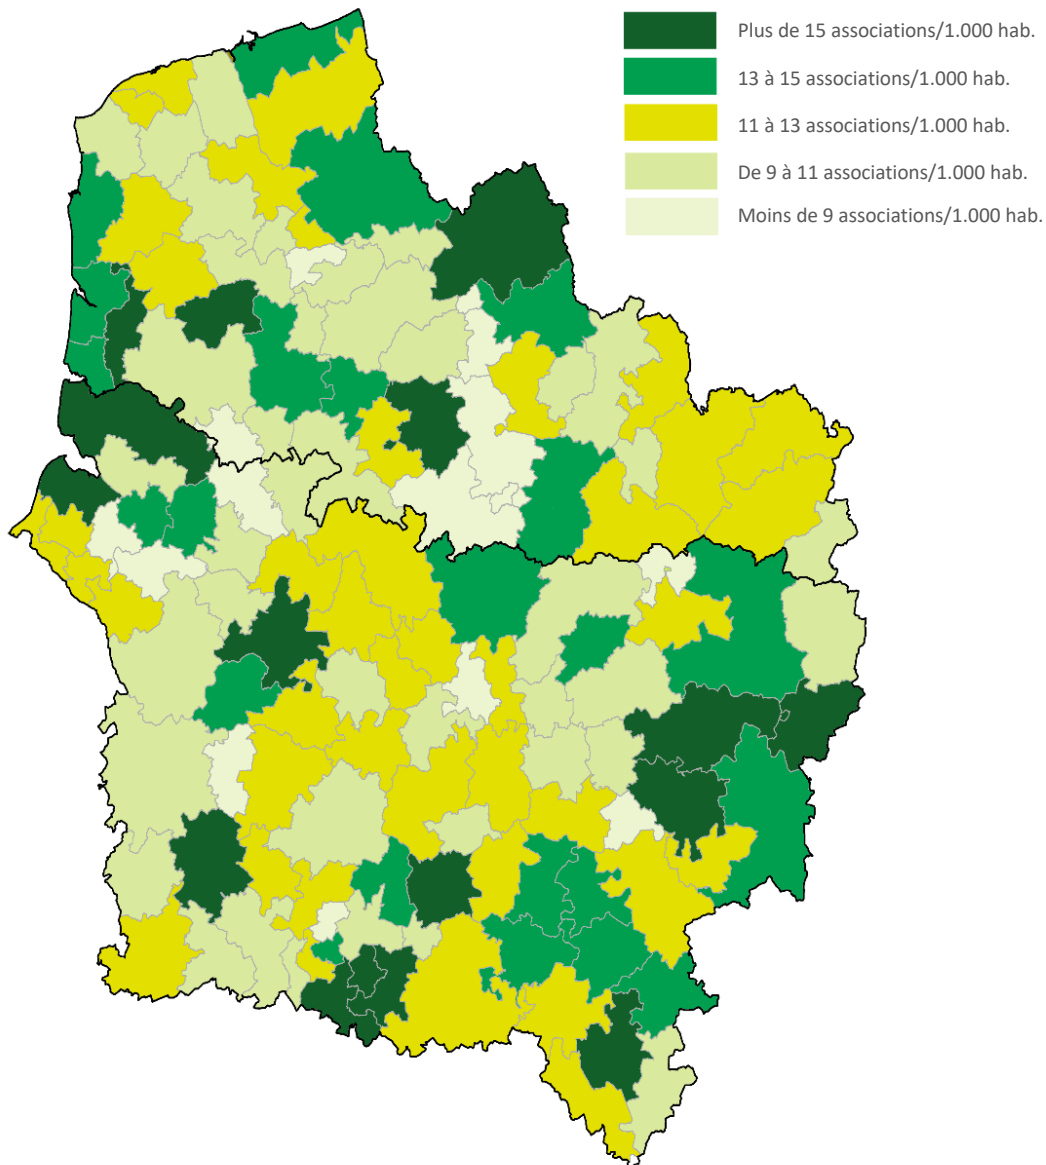 Plus de 15 associations/1.000 hab.
13 à 15 associations/1.000 hab.
11 à 13 associations/1.000 hab.
De 9 à 11 associations/1.000 hab.
Moins de 9 associations/1.000 hab.